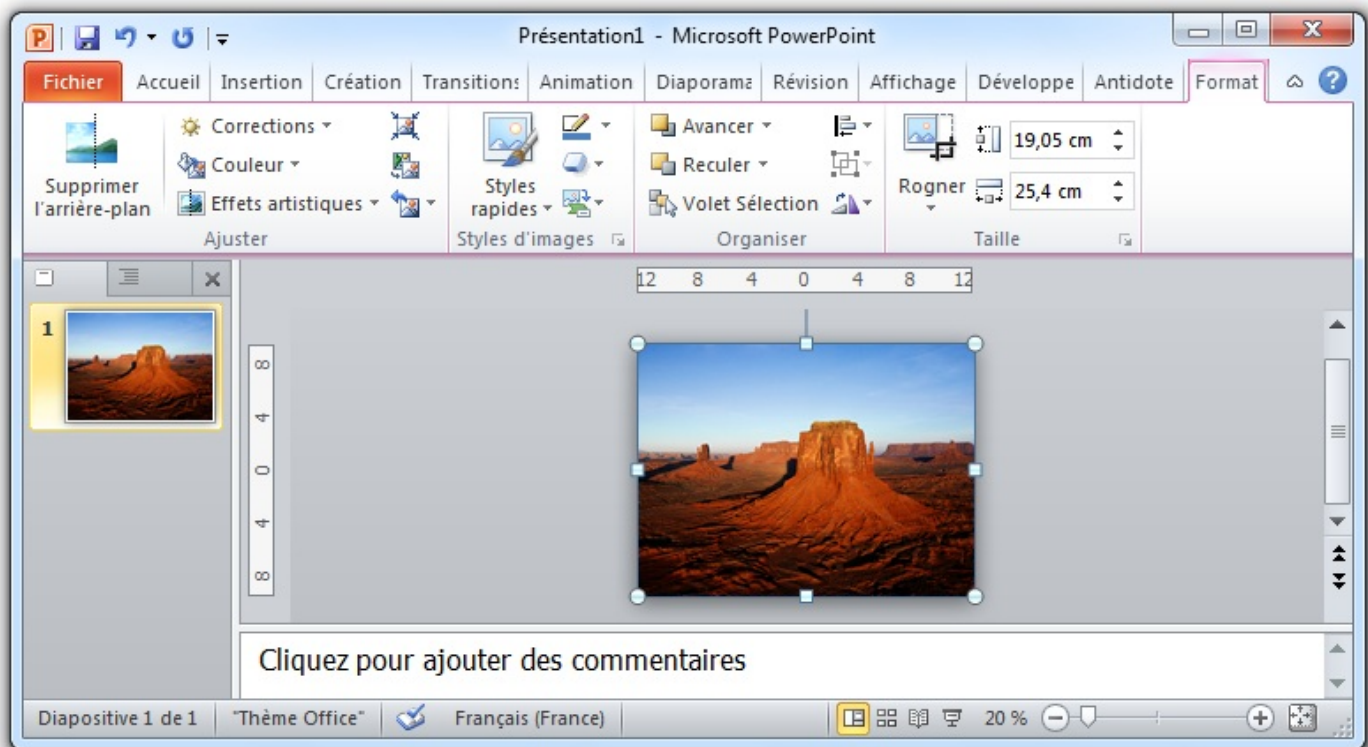 Présentation1 - Microsoft PowerPoint
Fichier Accueil Insertion Création Transitions Animation Diaporama Révision Affichage Développe Antidote Format
Supprimer
l'arrière-plan
Corrections
Couleur
Effets artistiques
Ajuster
Styles
rapides
Styles d'images
Avancer
Reculer
Volet Sélection
Organiser
Rogner
19,05 cm
25,4 cm
Taille
12 8 4 0 4 8 12
1
8
4
0
4
8
Cliquez pour ajouter des commentaires
Diapositive 1 de 1 "Thème Office" Français (France) 20 %